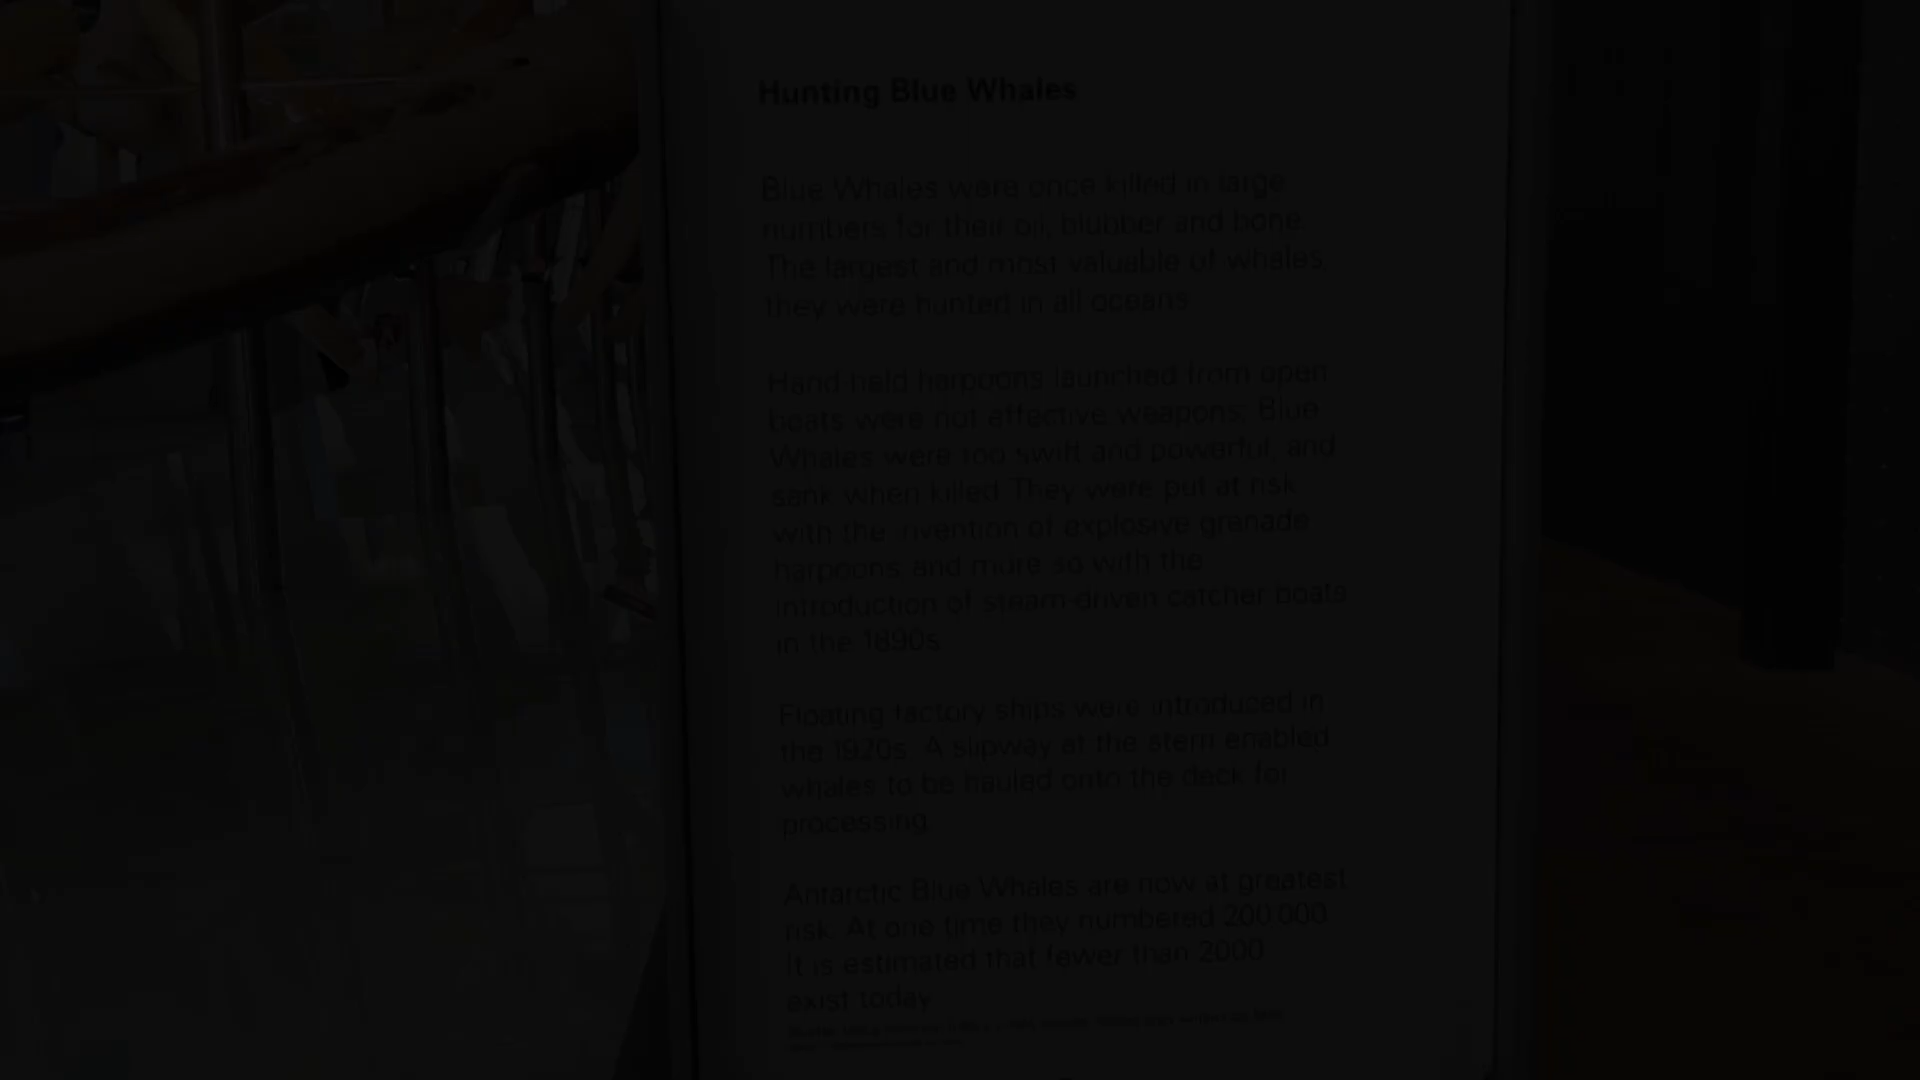 Hunting Blue Whales
Blue Whales were once killed in large
numbers for their oil, blubber and bone.
The largest and most valuable of whales,
they were hunted in all oceans.
Hand held harpoons launched from open
boats were not effective weapons; Blue
Whales were too swift and powerful, and
sank when killed. They were put at risk
with the invention of explosive grenade
harpoons and more so with the
introduction of steam-driven catcher boats
in the 1890s.
Floating factory ships were introduced in
the 1920s. A slipway at the stern enabled
whales to be hauled onto the deck for
processing.
Antarctic Blue Whales are now at greatest
risk. At one time they numbered 200,000.
It is estimated that fewer than 2000
exist today.